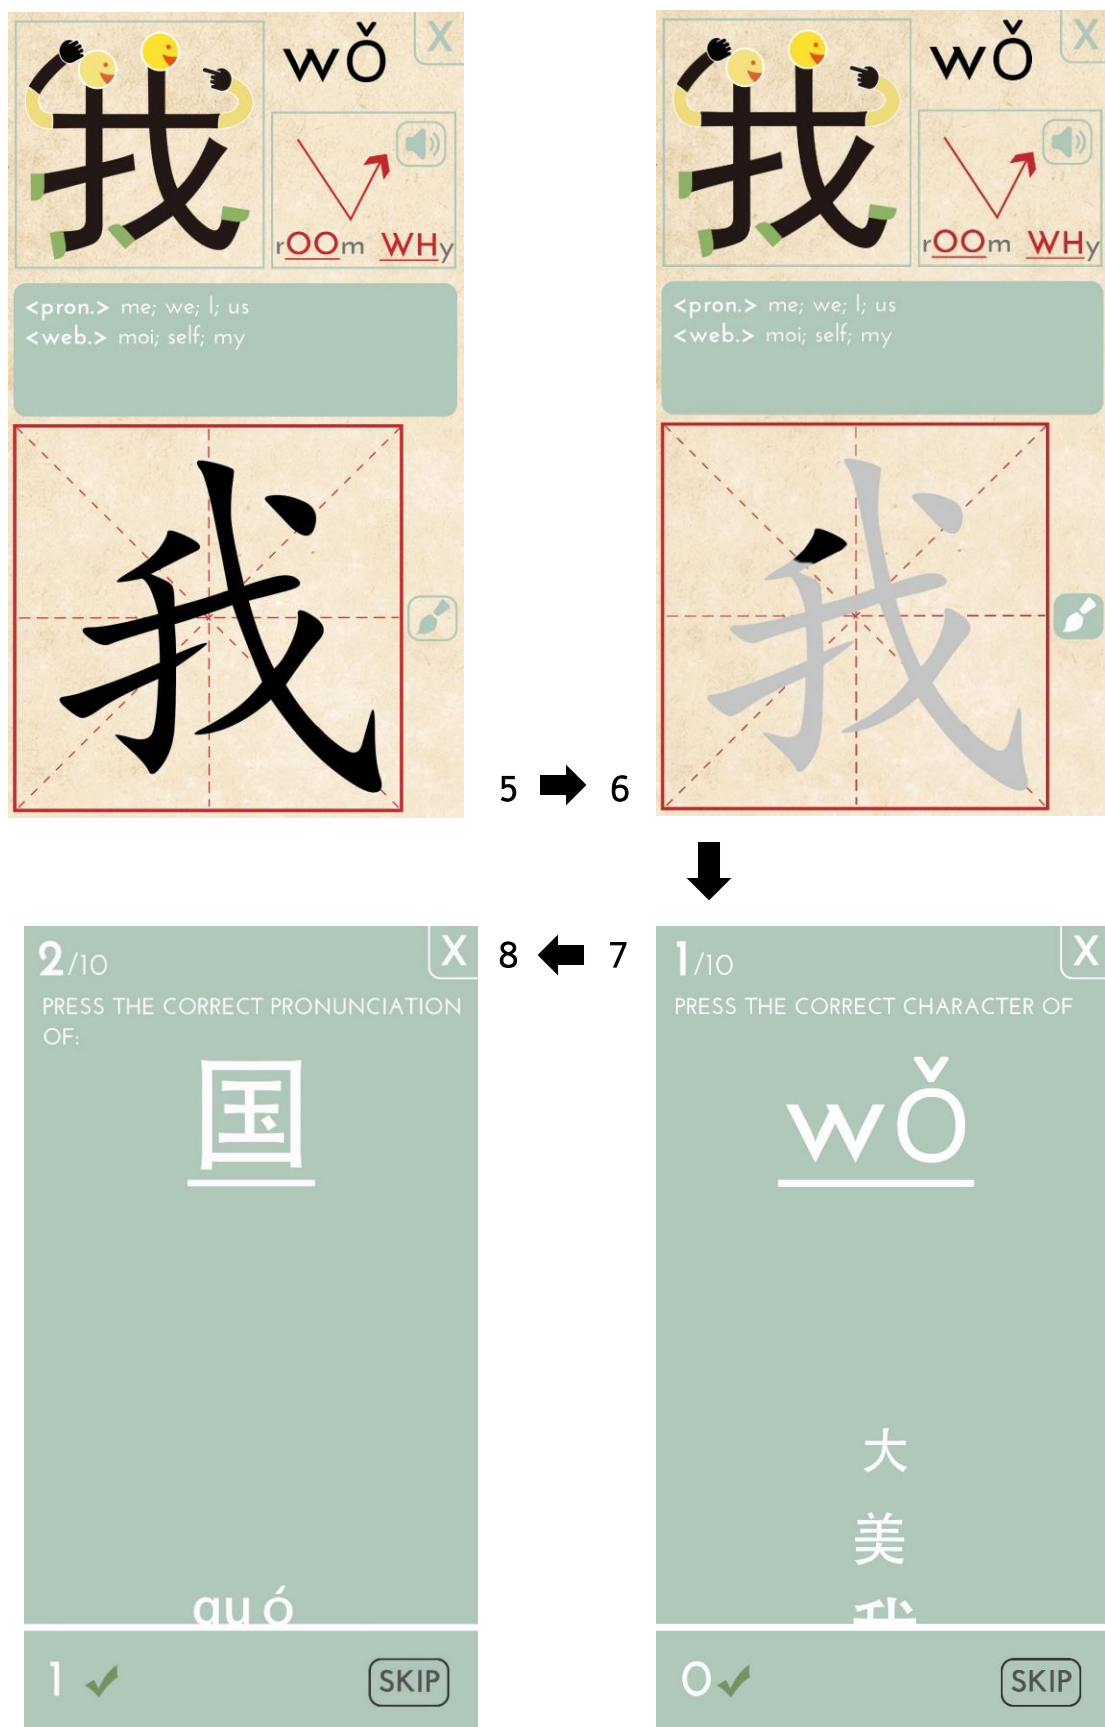 我
wǒ
X
rOOm WHy
<pron.> me; we; I; us
<web.> moi; self; my
我
5
6
我
wǒ
X
rOOm WHy
<pron.> me; we; I; us
<web.> moi; self; my
我
2/10
X
PRESS THE CORRECT PRONUNCIATION
OF:
国
guó
1
SKIP
8
7
1/10
X
PRESS THE CORRECT CHARACTER OF
wǒ
大
美
我
0
SKIP